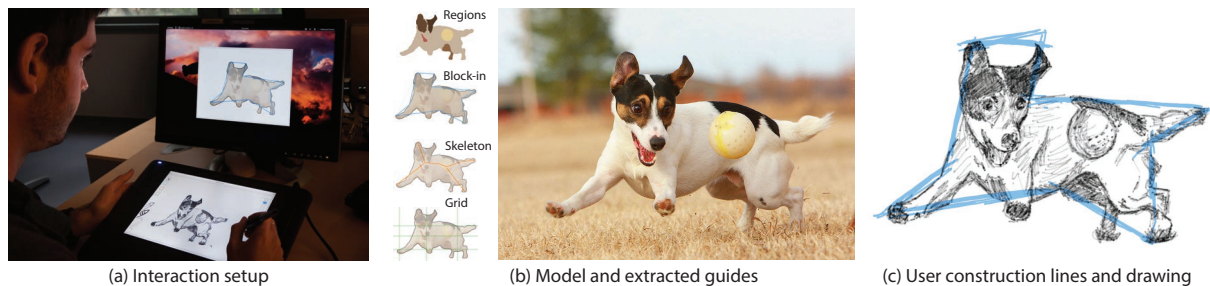 Regions
Block-in
Skeleton
Grid
(a) Interaction setup
(b) Model and extracted guides
(c) User construction lines and drawing